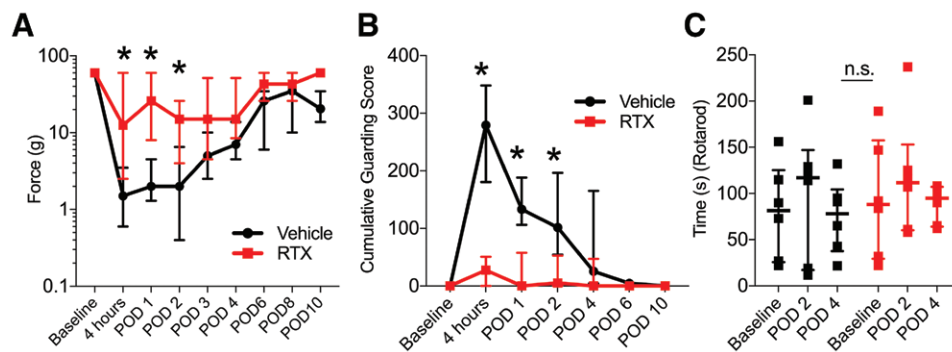 A
Force (g)
100
10
1
0.1
* * *
Vehicle
RTX
Baseline
4 hours
POD 1
POD 2
POD 3
POD 4
POD6
POD8
POD10
B
Cumulative Guarding Score
400
300
200
100
0
* * *
Vehicle
RTX
Baseline
4 hours
POD 1
POD 2
POD 4
POD 6
POD 10
C
Time (s) (Rotarod)
250
200
150
100
50
0
n.s.
Baseline
POD 2
POD 4
Baseline
POD 2
POD 4